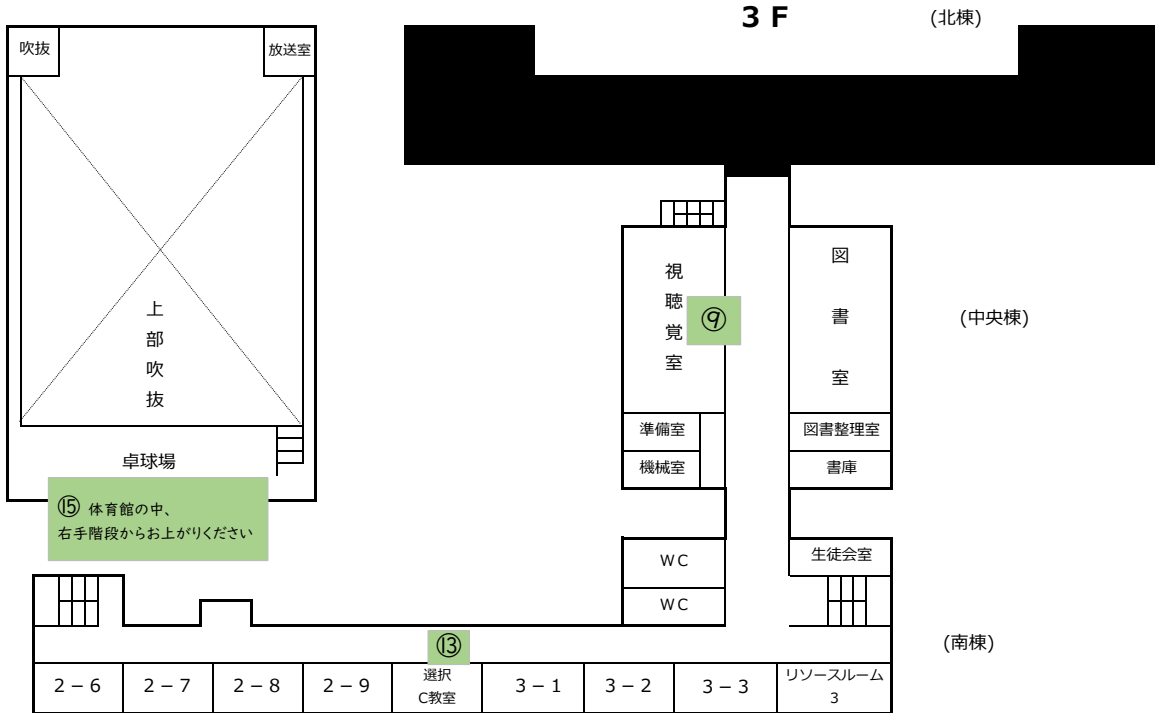 3 F
(北棟)
吹抜
放送室
上部吹抜
卓球場
⑮ 体育館の中、
右手階段からお上がりください
視聴覚室
⑨
図書室
(中央棟)
準備室
図書整理室
機械室
書庫
WC
生徒会室
WC
(南棟)
⑬
2-6
2-7
2-8
2-9
選択
C教室
3-1
3-2
3-3
リソースルーム
3